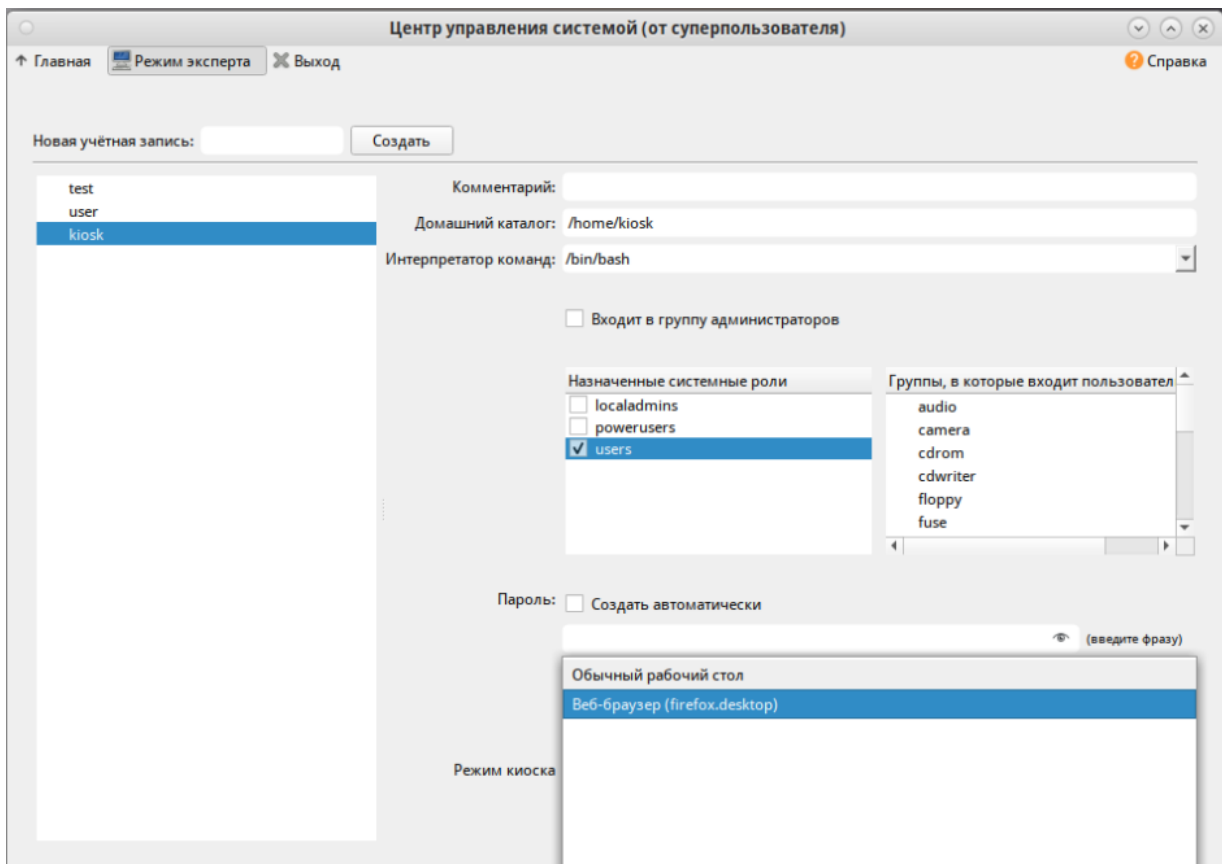 Центр управления системой (от суперпользователя)
Главная Режим эксперта Выход Справка
Новая учётная запись: Создать
test
user
kiosk
Комментарий:
Домашний каталог: /home/kiosk
Интерпретатор команд: /bin/bash
Входит в группу администраторов
Назначенные системные роли
localadmins
powerusers
users
Группы, в которые входит пользовател
audio
camera
cdrom
cdwriter
floppy
fuse
Пароль: Создать автоматически
(введите фразу)
Обычный рабочий стол
Веб-браузер (firefox.desktop)
Режим киоска